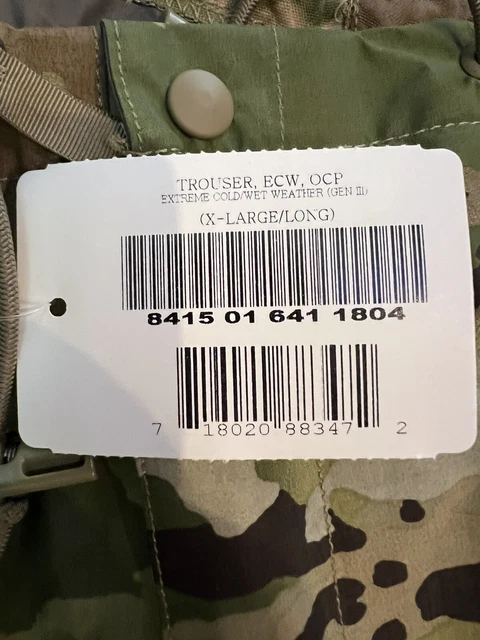 TROUSER, ECW, OCP
EXTREME COLD/WET WEATHER (GEN III)
(X-LARGE/LONG)
8415 01 641 1804
7 18020 88347 2